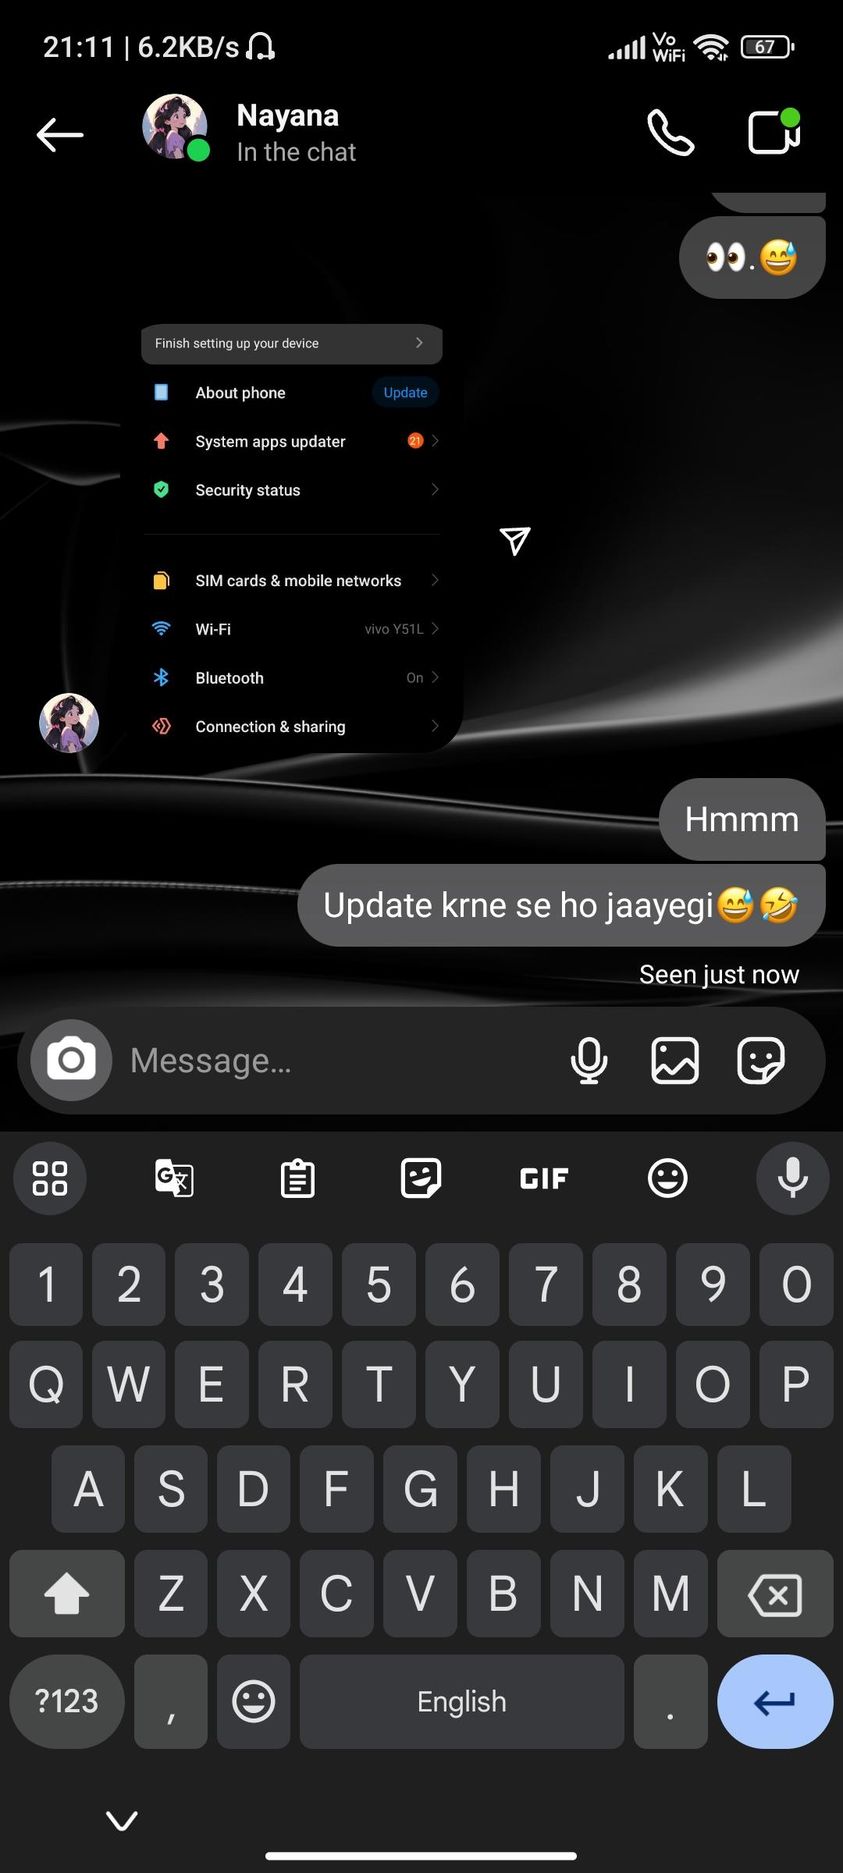 21:11 | 6.2KB/s
Vo
WiFi
67
Nayana
In the chat
👀.😅
Finish setting up your device
About phone
Update
System apps updater
21
Security status
SIM cards & mobile networks
Wi-Fi
vivo Y51L
Bluetooth
On
Connection & sharing
Hmmm
Update krne se ho jaayegi😅🤣
Seen just now
Message...
GIF
1 2 3 4 5 6 7 8 9 0
Q W E R T Y U I O P
A S D F G H J K L
Z X C V B N M
?123 , English .